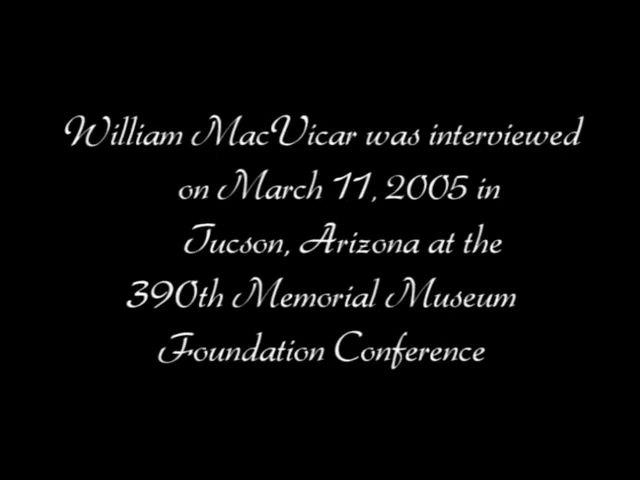 William MacVicar was interviewed
on March 11, 2005 in
Tucson, Arizona at the
390th Memorial Museum
Foundation Conference